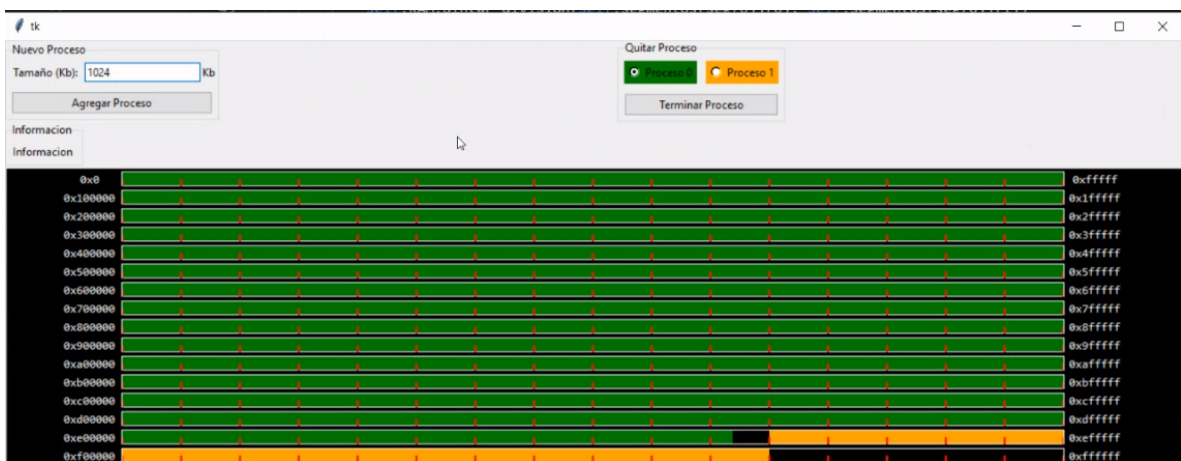 tk
Nuevo Proceso
Tamaño (Kb): 1024 Kb
Agregar Proceso
Quitar Proceso
Proceso 0 Proceso 1
Terminar Proceso
Informacion
Informacion
0x0 0xfffff
0x100000 0x1fffff
0x200000 0x2fffff
0x300000 0x3fffff
0x400000 0x4fffff
0x500000 0x5fffff
0x600000 0x6fffff
0x700000 0x7fffff
0x800000 0x8fffff
0x900000 0x9fffff
0xa00000 0xafffff
0xb00000 0xbfffff
0xc00000 0xcfffff
0xd00000 0xdfffff
0xe00000 0xefffff
0xf00000 0xffffff